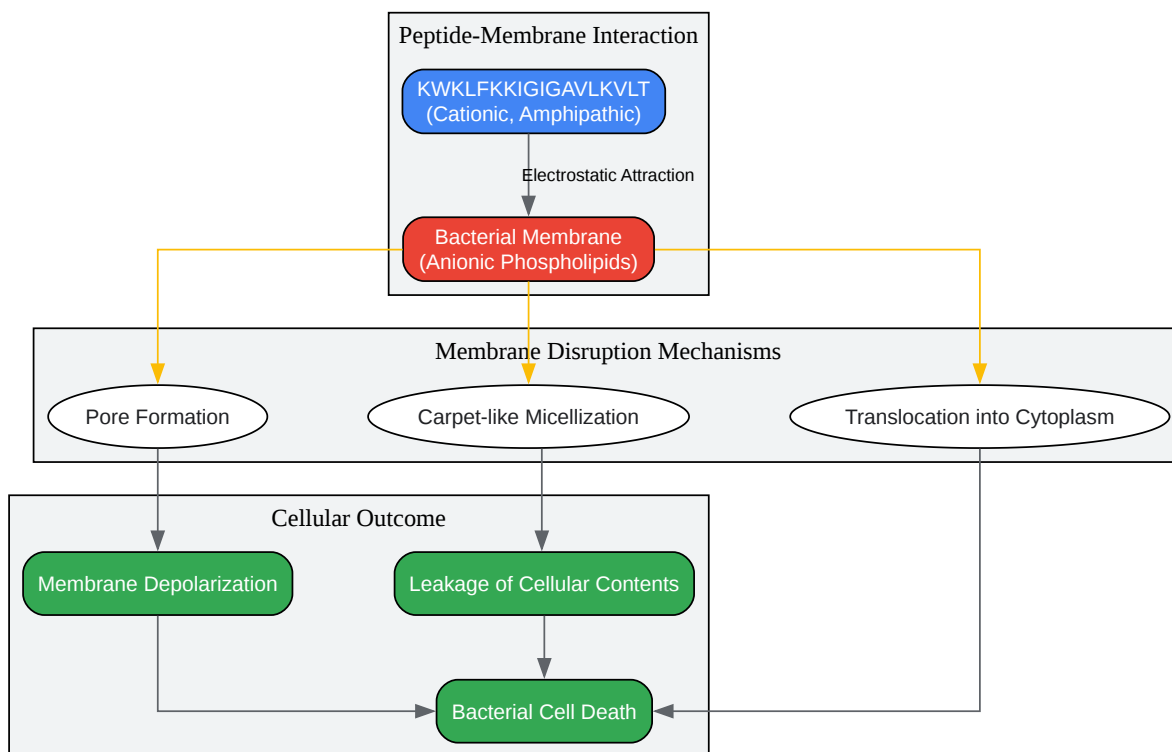 Peptide-Membrane Interaction
KWKLFKKIGIGAVLKVLT
(Cationic, Amphipathic)
Electrostatic Attraction
Bacterial Membrane
(Anionic Phospholipids)
Membrane Disruption Mechanisms
Pore Formation
Carpet-like Micellization
Translocation into Cytoplasm
Cellular Outcome
Membrane Depolarization
Leakage of Cellular Contents
Bacterial Cell Death